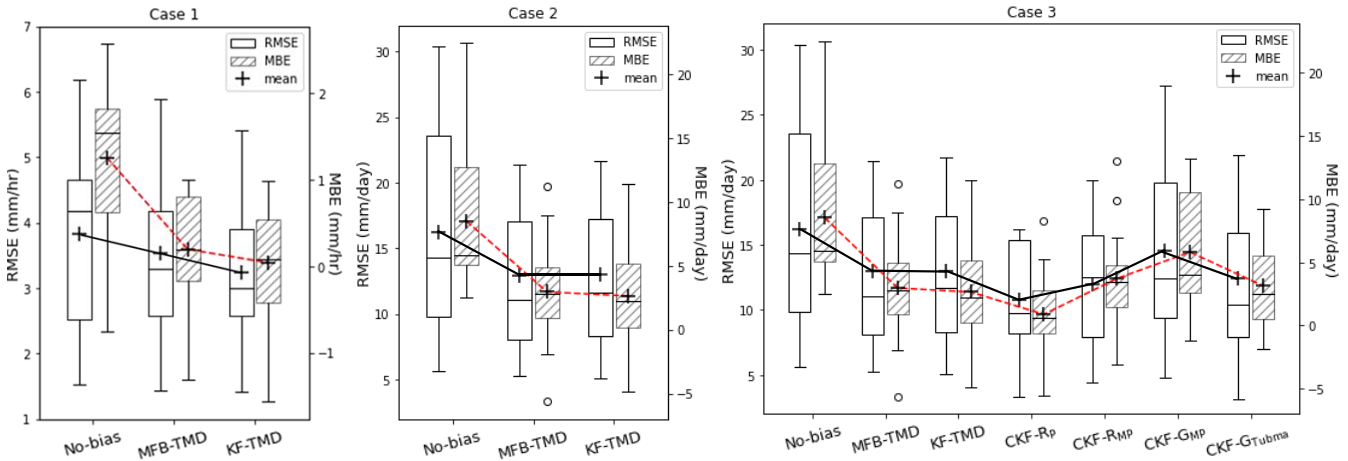 Case 1
RMSE (mm/hr)
7
6
5
4
3
2
1
RMSE
MBE
mean
2
1
0
−1
MBE (mm/hr)
No-bias
MFB-TMD
KF-TMD
Case 2
RMSE (mm/day)
30
25
20
15
10
5
RMSE
MBE
mean
20
15
10
5
0
−5
MBE (mm/day)
No-bias
MFB-TMD
KF-TMD
Case 3
RMSE (mm/day)
30
25
20
15
10
5
RMSE
MBE
mean
20
15
10
5
0
−5
MBE (mm/day)
No-bias
MFB-TMD
KF-TMD
CKF-RP
CKF-RMP
CKF-GMP
CKF-GTubma